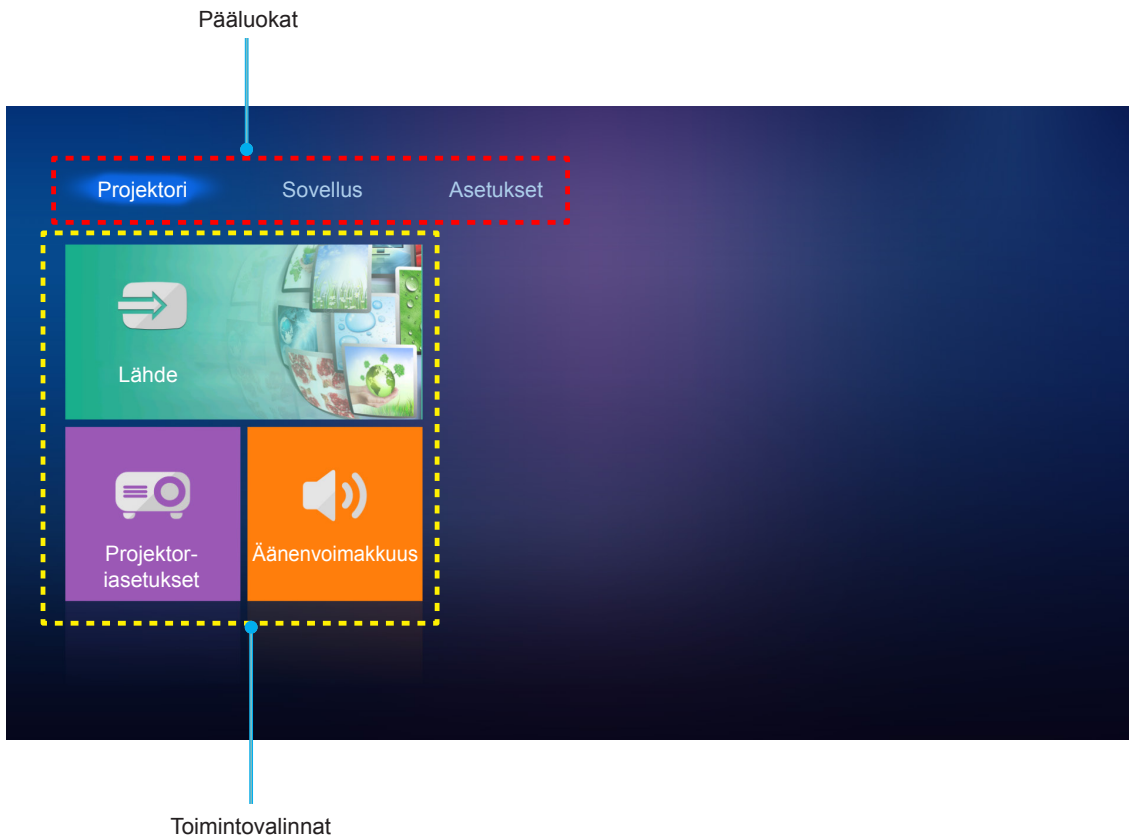 Pääluokat
Projektori Sovellus Asetukset
Lähde
Projektor-
iasetukset
Äänenvoimakkuus
Toimintovalinnat